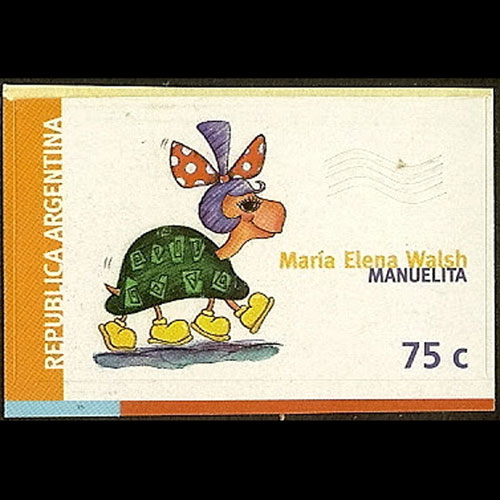 REPUBLICA ARGENTINA
María Elena Walsh
MANUELITA
75 c